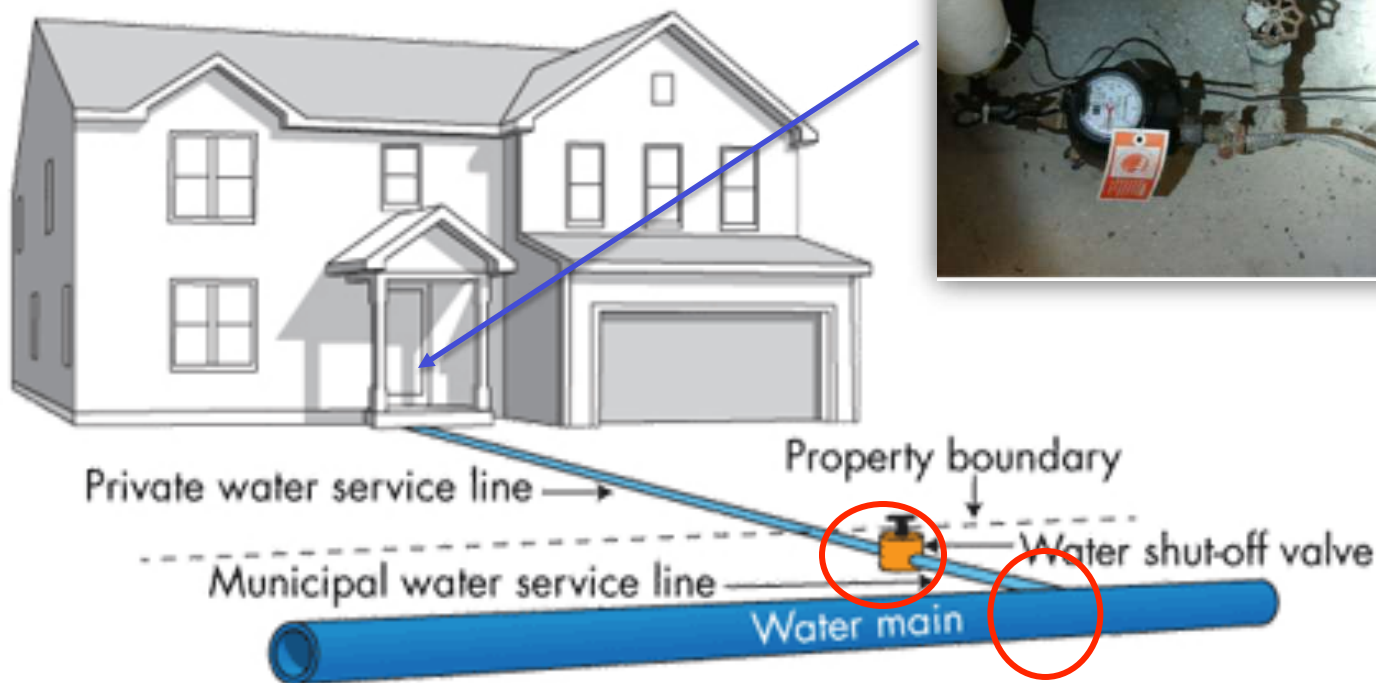 Property boundary
Private water service line
Water shut-off valve
Municipal water service line
Water main